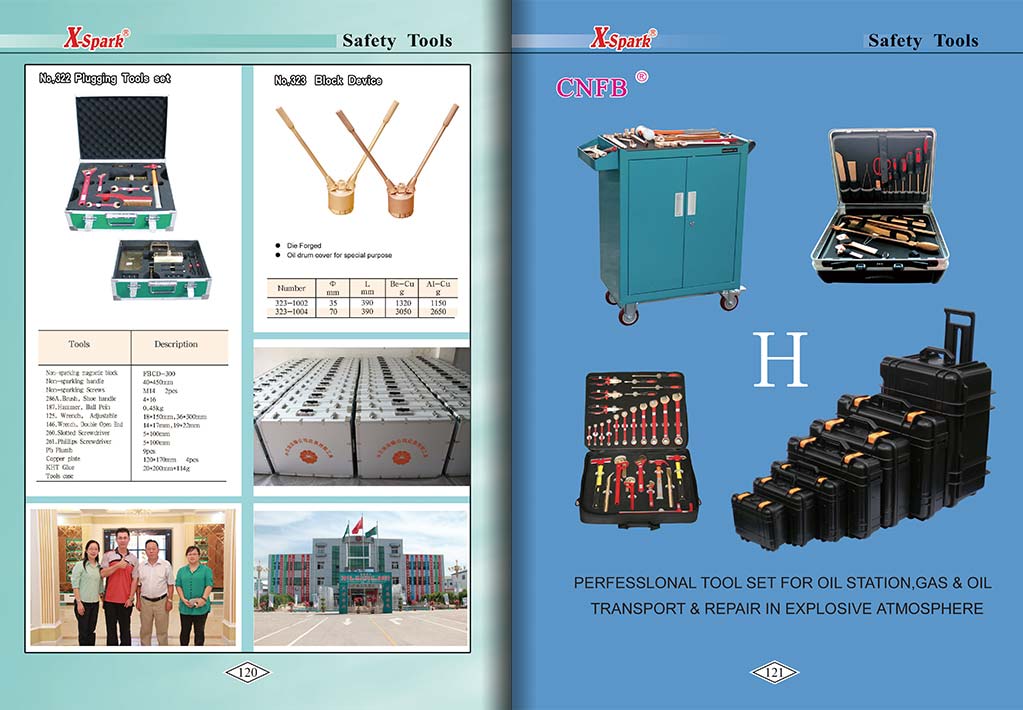 X-Spark®
Safety Tools
No,322 Plugging Tools set
No,323 Block Device
● Die Forged
● Oil drum cover for special purpose
Number Φ mm L mm Be-Cu g Al-Cu g
323-1002 35 390 1320 1150
323-1004 70 390 3050 2650
Tools Description
Non-sparking magnetic block FBCD-300
Non-sparking handle 40*450mm
Non-sparking Screws M14 2pcs
286A.Brush, Shoe handle 4*16
187.Hammer, Ball Pein 0.45kg
125. Wrench, Adjustable 18*150mm,36*300mm
146.Wrench, Double Open End 14*17mm,19*22mm
260.Slotted Screwdriver 5*100mm
261.Phillips Screwdriver 5*100mm
Pb Plumb 9pcs
Copper plate 120*170mm 4pcs
KHT Glue 20*200mm*114g
Tools case
120
X-Spark®
Safety Tools
CNFB ®
H
PERFESSLONAL TOOL SET FOR OIL STATION,GAS & OIL
TRANSPORT & REPAIR IN EXPLOSIVE ATMOSPHERE
121